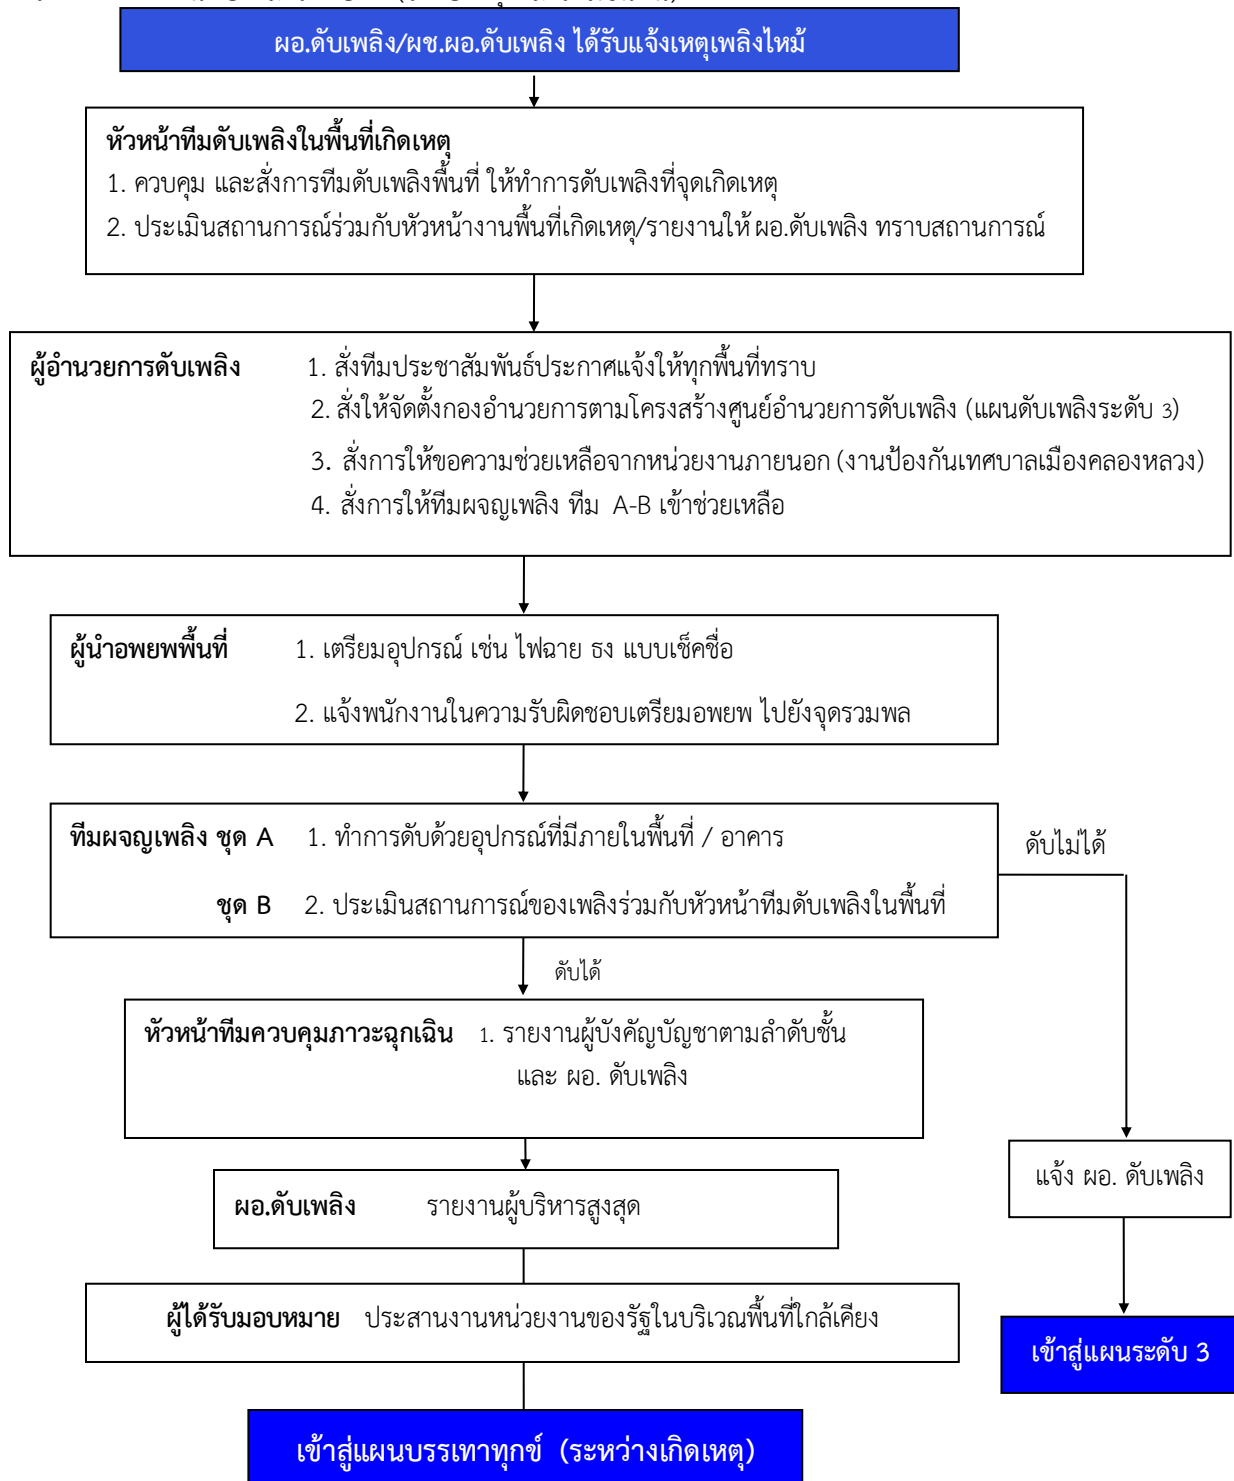 ผอ.ดับเพลิง/ผช.ผอ.ดับเพลิง ได้รับแจ้งเหตุเพลิงไหม้
หัวหน้าทีมดับเพลิงในพื้นที่เกิดเหตุ
1. ควบคุม และสั่งการทีมดับเพลิงพื้นที่ ให้ทำการดับเพลิงที่จุดเกิดเหตุ
2. ประเมินสถานการณ์ร่วมกับหัวหน้างานพื้นที่เกิดเหตุ/รายงานให้ ผอ.ดับเพลิง ทราบสถานการณ์
ผู้อำนวยการดับเพลิง 1. สั่งทีมประชาสัมพันธ์ประกาศแจ้งให้ทุกพื้นที่ทราบ
2. สั่งให้จัดตั้งกองอำนวยการตามโครงสร้างศูนย์อำนวยการดับเพลิง (แผนดับเพลิงระดับ 3)
3. สั่งการให้ขอความช่วยเหลือจากหน่วยงานภายนอก (งานป้องกันเทศบาลเมืองคลองหลวง)
4. สั่งการให้ทีมผจญเพลิง ทีม A-B เข้าช่วยเหลือ
ผู้นำอพยพพื้นที่ 1. เตรียมอุปกรณ์ เช่น ไฟฉาย ธง แบบเช็คชื่อ
2. แจ้งพนักงานในความรับผิดชอบเตรียมอพยพ ไปยังจุดรวมพล
ทีมผจญเพลิง ชุด A 1. ทำการดับด้วยอุปกรณ์ที่มีภายในพื้นที่ / อาคาร
ชุด B 2. ประเมินสถานการณ์ของเพลิงร่วมกับหัวหน้าทีมดับเพลิงในพื้นที่
ดับไม่ได้
ดับได้
หัวหน้าทีมควบคุมภาวะฉุกเฉิน 1. รายงานผู้บังคัญบัญชาตามลำดับชั้น
และ ผอ. ดับเพลิง
แจ้ง ผอ. ดับเพลิง
ผอ.ดับเพลิง รายงานผู้บริหารสูงสุด
ผู้ได้รับมอบหมาย ประสานงานหน่วยงานของรัฐในบริเวณพื้นที่ใกล้เคียง
เข้าสู่แผนระดับ 3
เข้าสู่แผนบรรเทาทุกข์ (ระหว่างเกิดเหตุ)